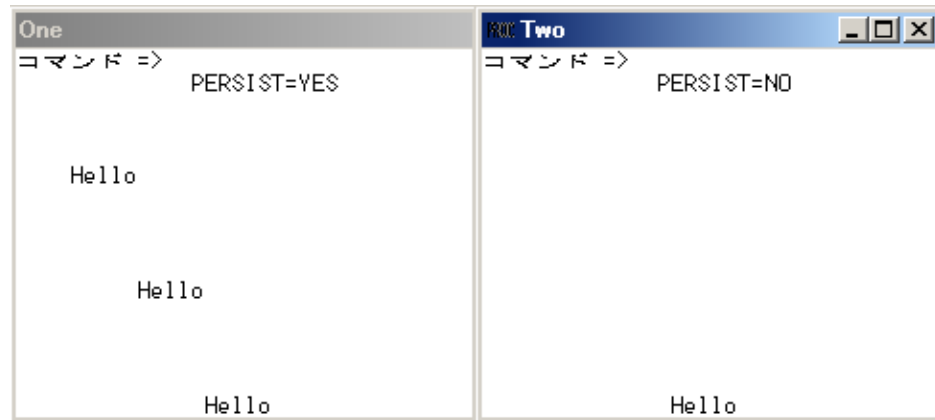 One
コマンド =>
PERSIST=YES
Hello
Hello
Hello
Two
コマンド =>
PERSIST=NO
Hello